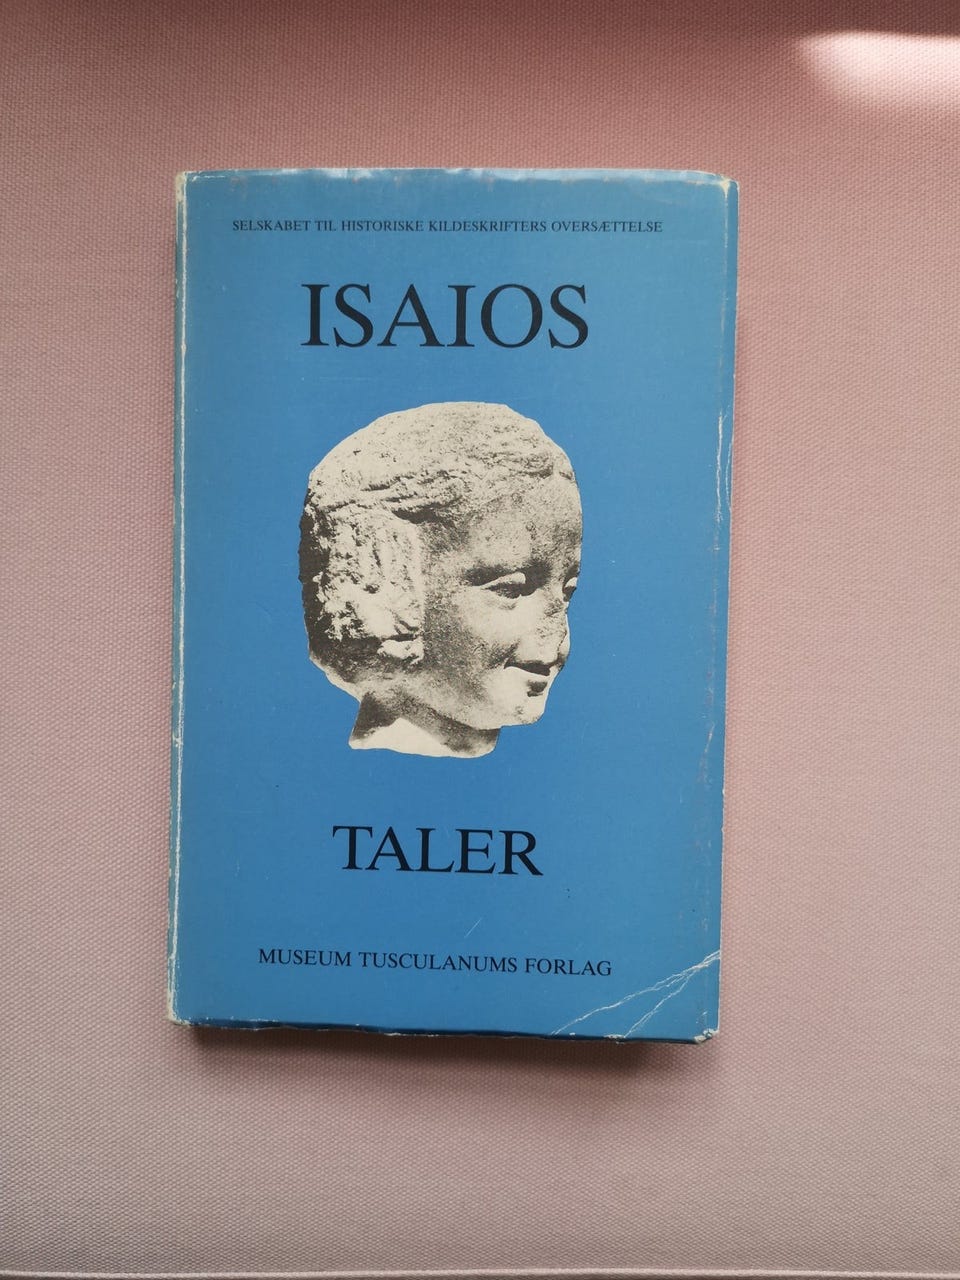 SELSKABET TIL HISTORISKE KILDESKRIFTERS OVERSÆTTELSE
ISAIOS
TALER
MUSEUM TUSCULANUMS FORLAG